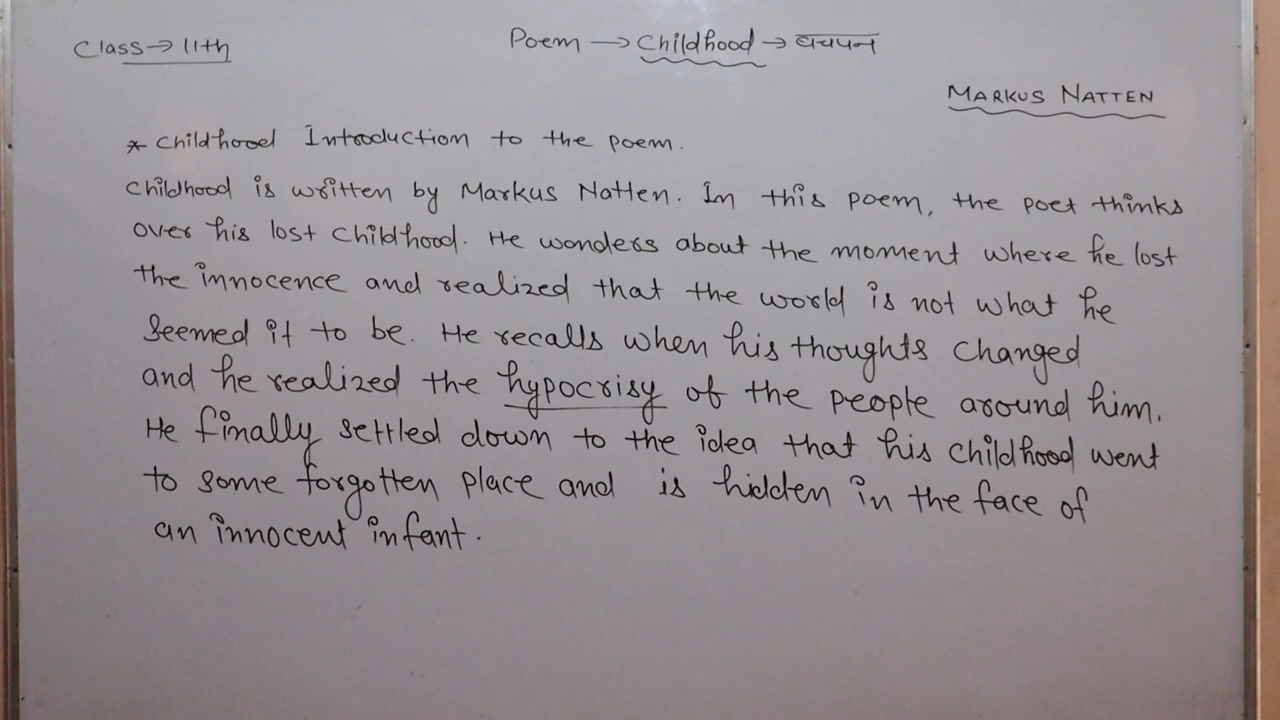 Class → 11th
Poem → Childhood → बचपन
MARKUS NATTEN
* Childhood Introduction to the poem.
Childhood is written by Markus Natten. In this poem, the poet thinks
over his lost childhood. He wonders about the moment where he lost
the innocence and realized that the world is not what he
seemed it to be. He recalls when his thoughts changed
and he realized the hypocrisy of the people around him.
He finally settled down to the idea that his childhood went
to some forgotten place and is hidden in the face of
an innocent infant.